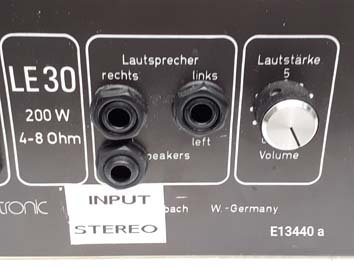 Lautsprecher
rechts links
Lautstärke
5
LE 30
200 W
4-8 Ohm
left
eakers
Volume
INPUT
STEREO
tronic
bach W.-Germany
E13440 a